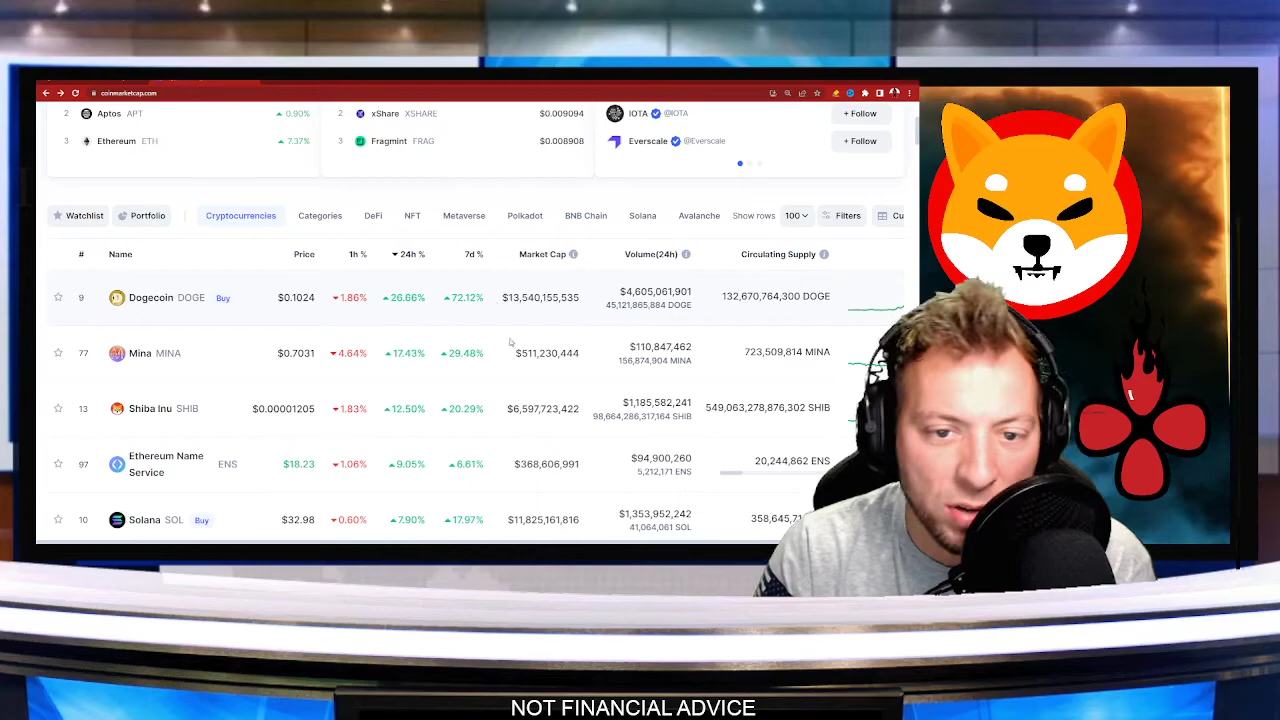 coinmarketcap.com
2 Aptos APT 0.90% 2 xShare XSHARE $0.009094 IOTA @IOTA + Follow
3 Ethereum ETH 7.37% 3 Fragmint FRAG $0.008908 Everscale @Everscale + Follow
Watchlist Portfolio Cryptocurrencies Categories DeFi NFT Metaverse Polkadot BNB Chain Solana Avalanche Show rows 100 Filters Cu
# Name Price 1h % 24h % 7d % Market Cap Volume(24h) Circulating Supply
9 Dogecoin DOGE Buy $0.1024 1.86% 26.66% 72.12% $13,540,155,535 $4,605,061,901 132,670,764,300 DOGE
45,121,865,884 DOGE
77 Mina MINA $0.7031 4.64% 17.43% 29.48% $511,230,444 $110,847,462 723,509,814 MINA
156,874,904 MINA
13 Shiba Inu SHIB $0.00001205 1.83% 12.50% 20.29% $6,597,723,422 $1,185,582,241 549,063,278,876,302 SHIB
98,664,286,317,164 SHIB
97 Ethereum Name Service ENS $18.23 1.06% 9.05% 6.61% $368,606,991 $94,900,260 20,244,862 ENS
5,212,171 ENS
10 Solana SOL Buy $32.98 0.60% 7.90% 17.97% $11,825,161,816 $1,353,952,242 358,645,71
41,064,061 SOL
NOT FINANCIAL ADVICE